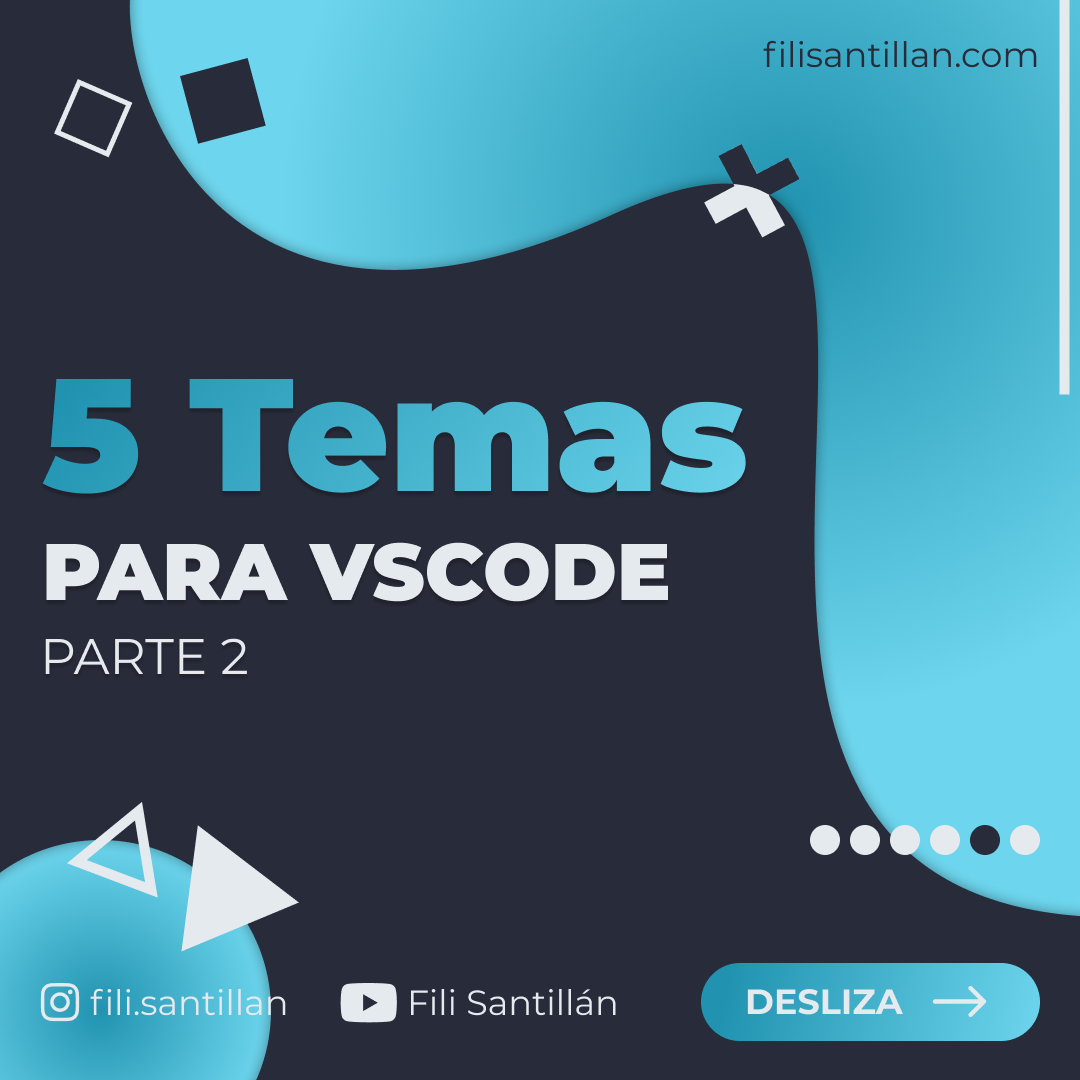 filisantillan.com
5 Temas
PARA VSCODE
PARTE 2
fili.santillan
Fili Santillán
DESLIZA